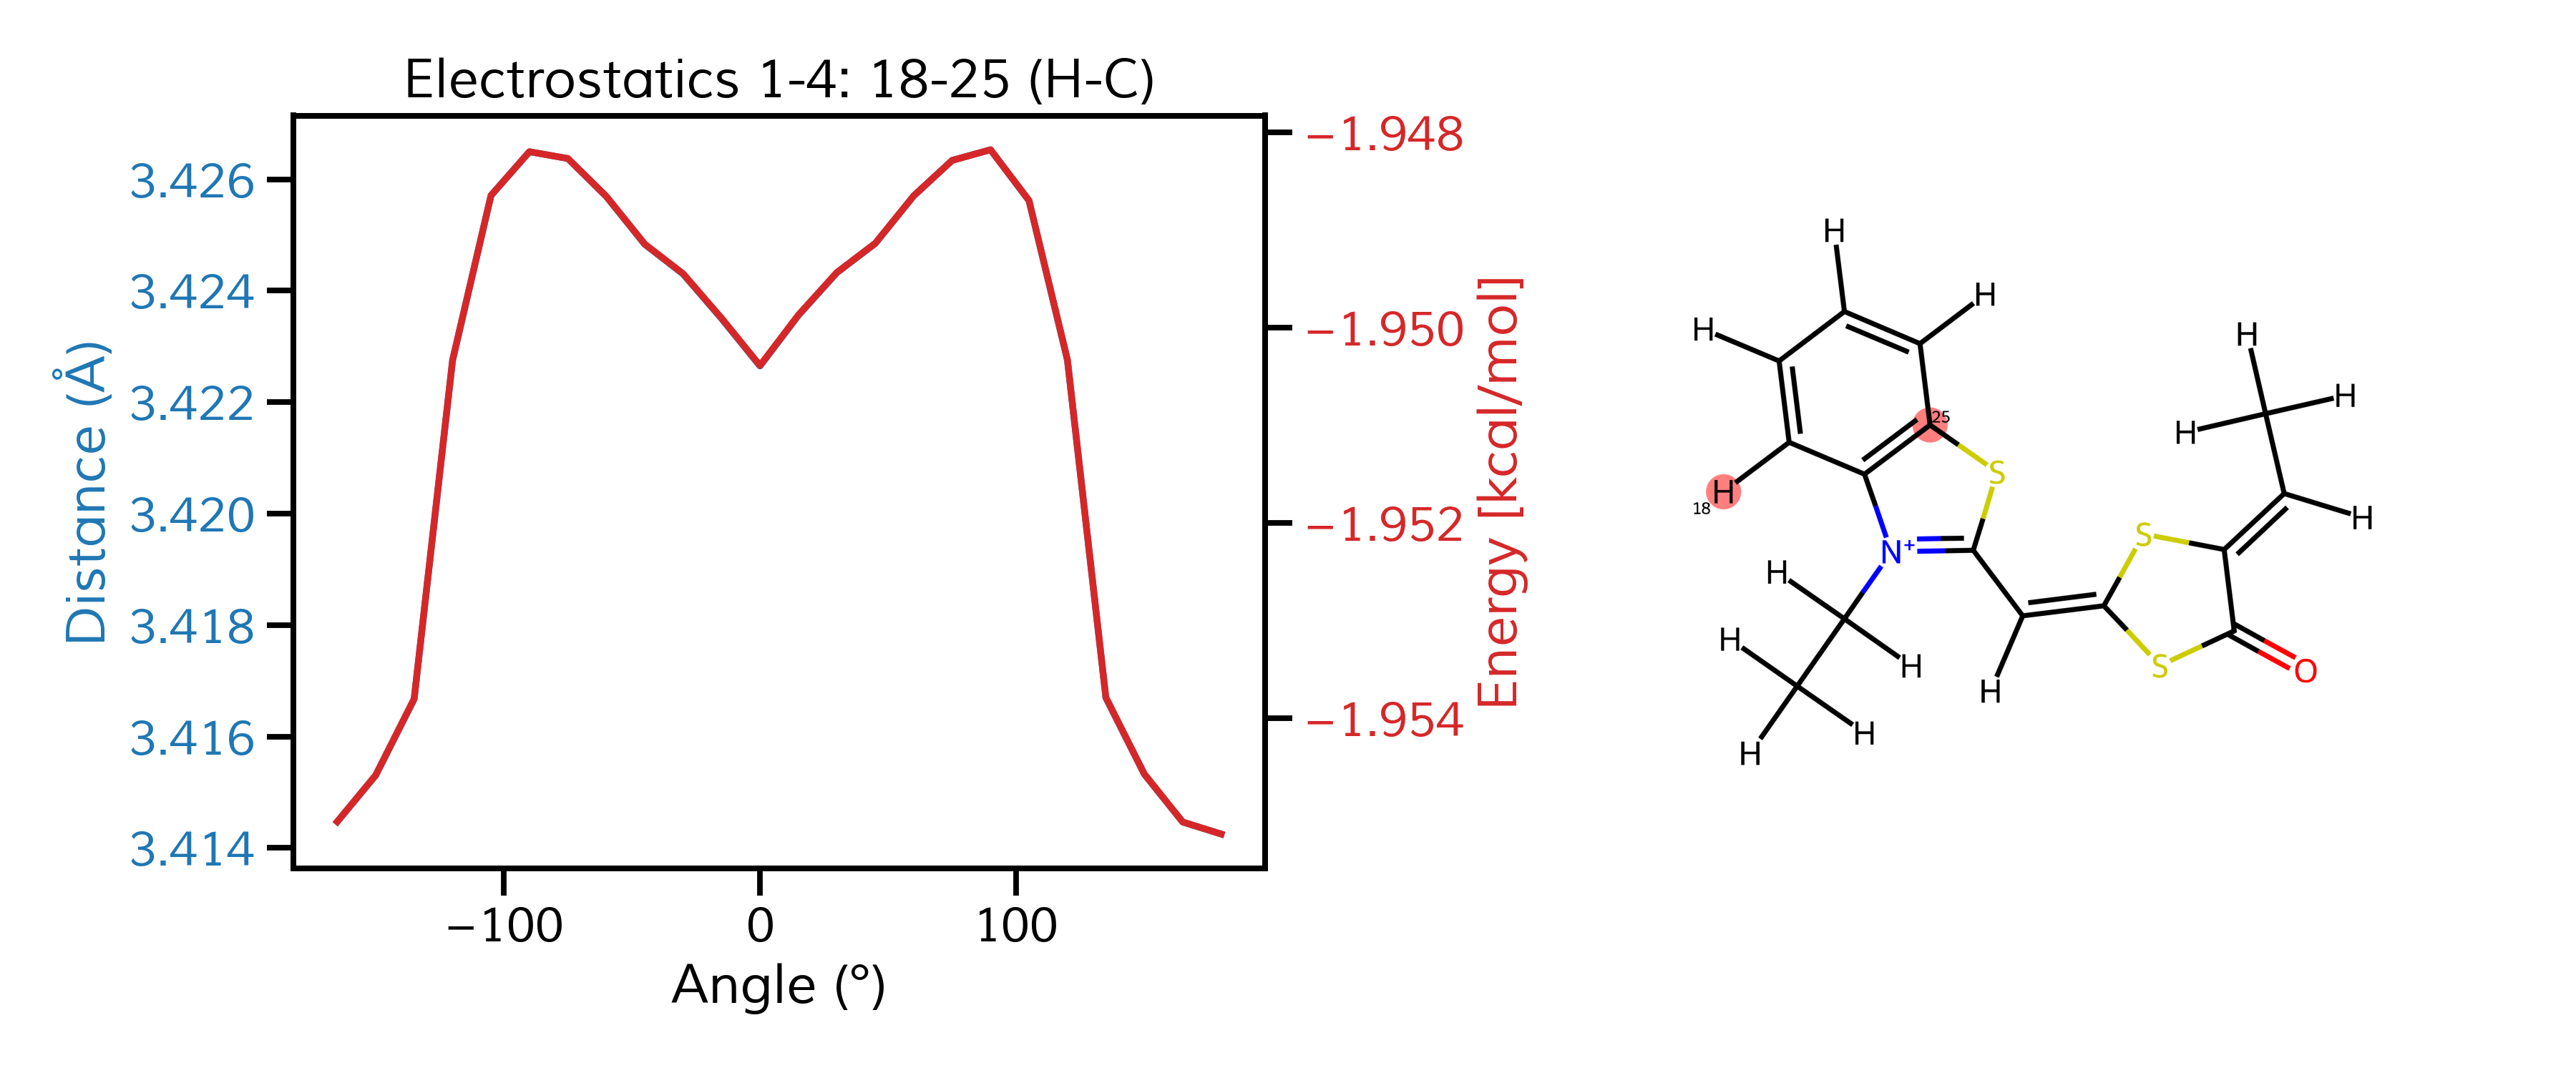 Electrostatics 1-4: 18-25 (H-C)
Distance (Å)
3.426
3.424
3.422
3.420
3.418
3.416
3.414
−100
0
100
Angle (°)
−1.948
−1.950
−1.952
−1.954
Energy [kcal/mol]
H
H
H
H
H
25
H
S
H
H
18
H
S
N⁺
H
H
H
S
O
H
H
H